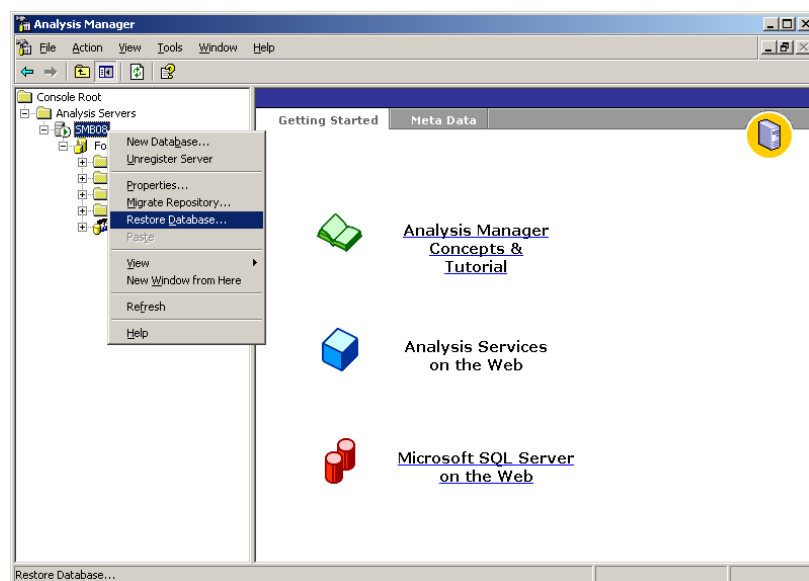 Analysis Manager
File Action View Tools Window Help
Console Root
Analysis Servers
SMB08
Fo
Getting Started Meta Data
New Database...
Unregister Server
Properties...
Migrate Repository...
Restore Database...
Paste
View
New Window from Here
Refresh
Help
Analysis Manager
Concepts &
Tutorial
Analysis Services
on the Web
Microsoft SQL Server
on the Web
Restore Database...